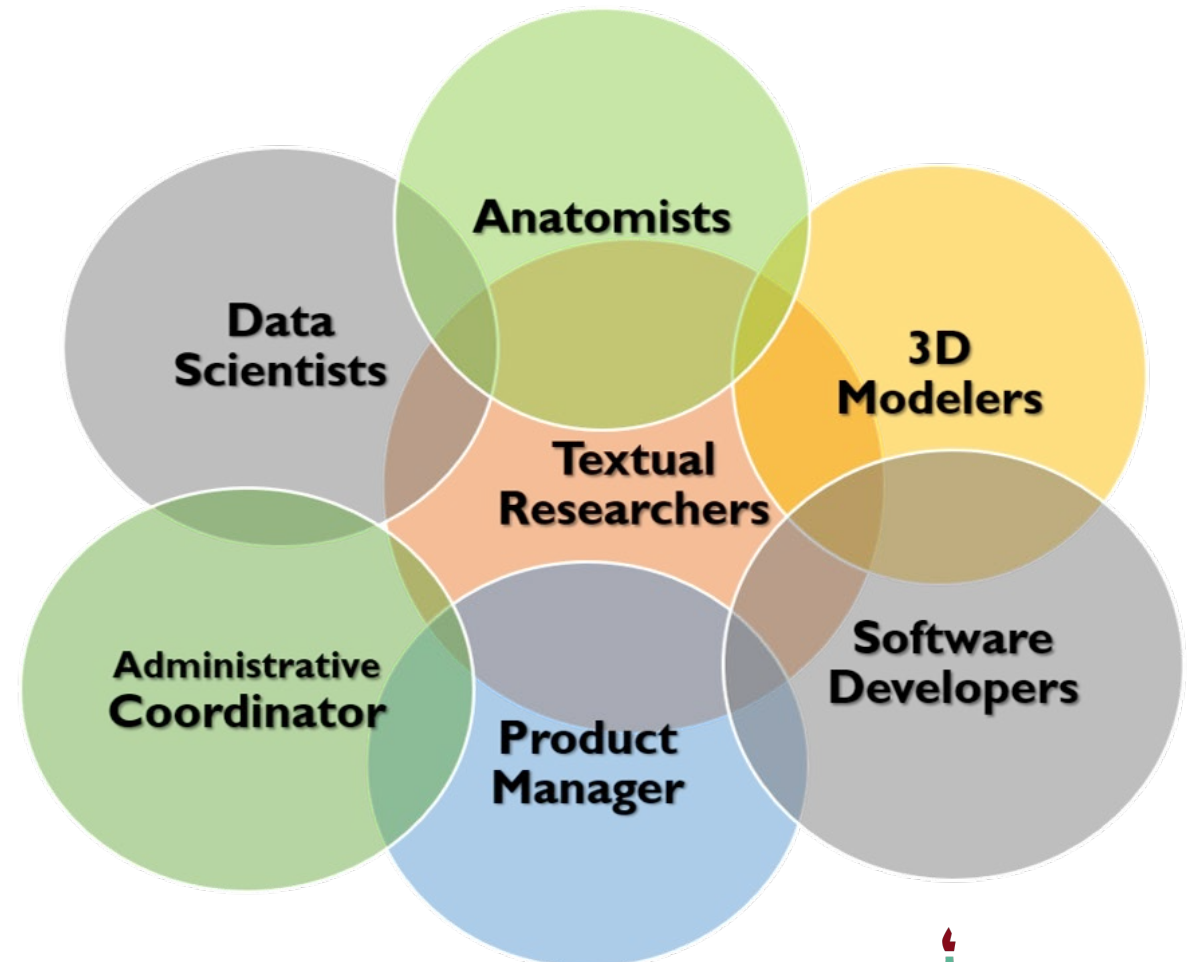 Anatomists
Data
Scientists
3D
Modelers
Textual
Researchers
Software
Developers
Administrative
Coordinator
Product
Manager